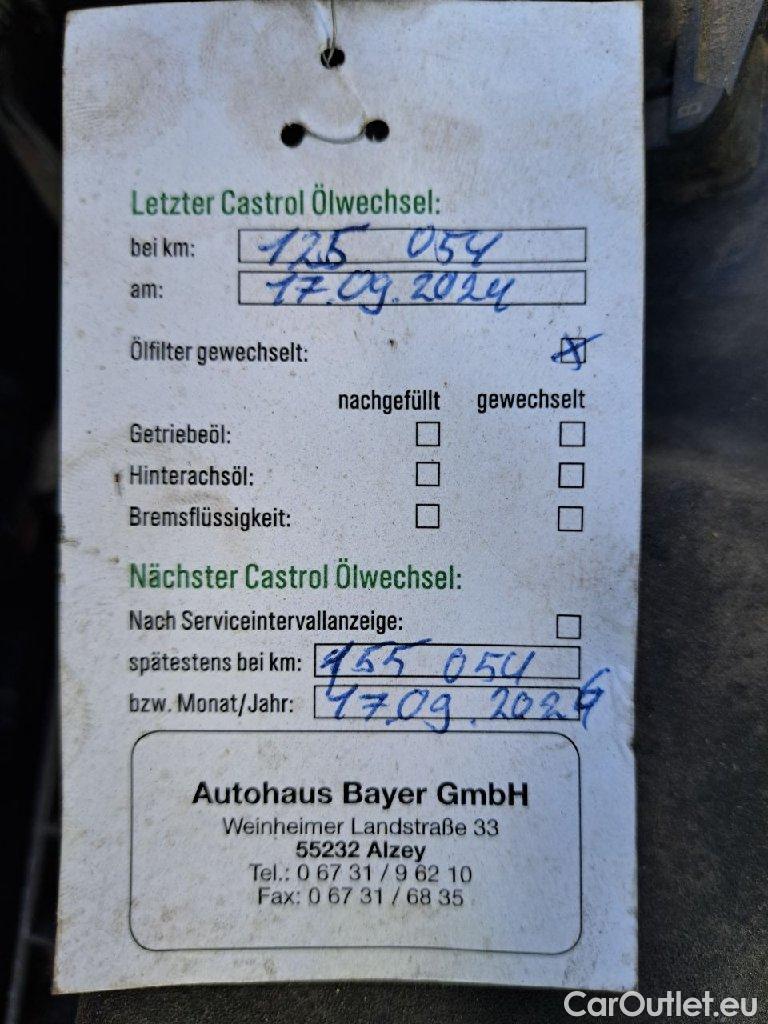 Letzter Castrol Ölwechsel:
bei km: 125 054
am: 17.09.2024
Ölfilter gewechselt: X
nachgefüllt gewechselt
Getriebeöl:
Hinterachsöl:
Bremsflüssigkeit:
Nächster Castrol Ölwechsel:
Nach Serviceintervallanzeige:
spätestens bei km: 155 054
bzw. Monat/Jahr: 17.09.2026
Autohaus Bayer GmbH
Weinheimer Landstraße 33
55232 Alzey
Tel.: 0 67 31 / 9 62 10
Fax: 0 67 31 / 68 35
CarOutlet.eu